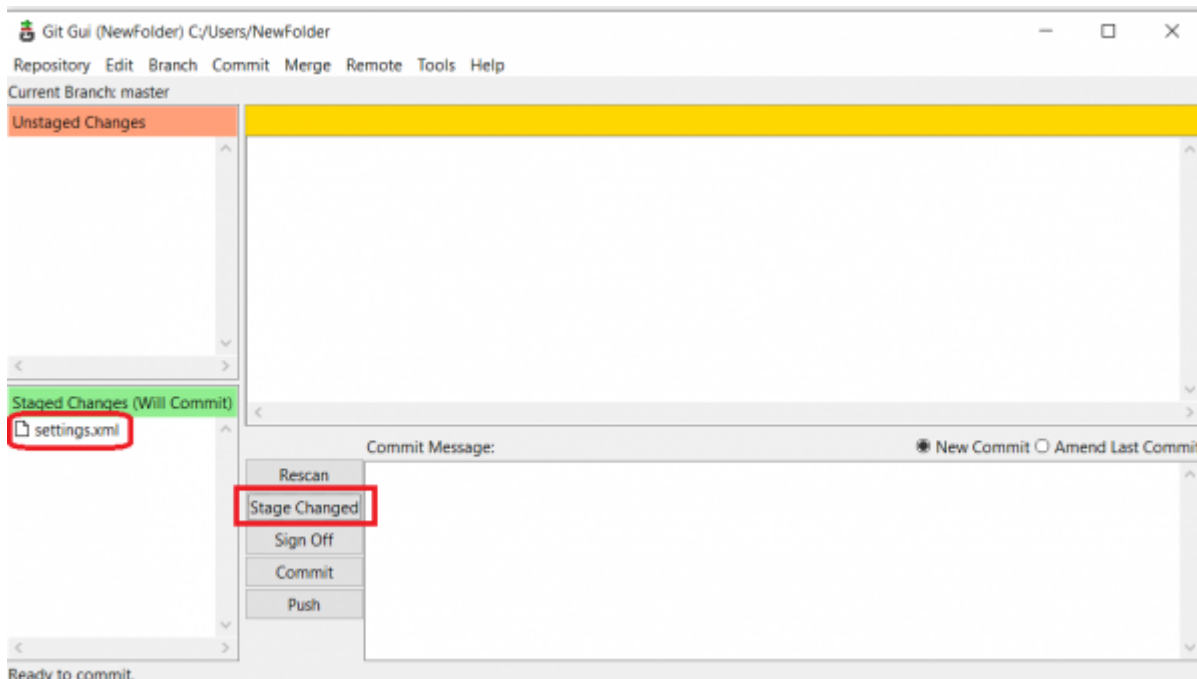 Git Gui (NewFolder) C:/Users/NewFolder
Repository Edit Branch Commit Merge Remote Tools Help
Current Branch: master
Unstaged Changes
Staged Changes (Will Commit)
settings.xml
Commit Message:
New Commit Amend Last Commit
Rescan
Stage Changed
Sign Off
Commit
Push
Ready to commit.